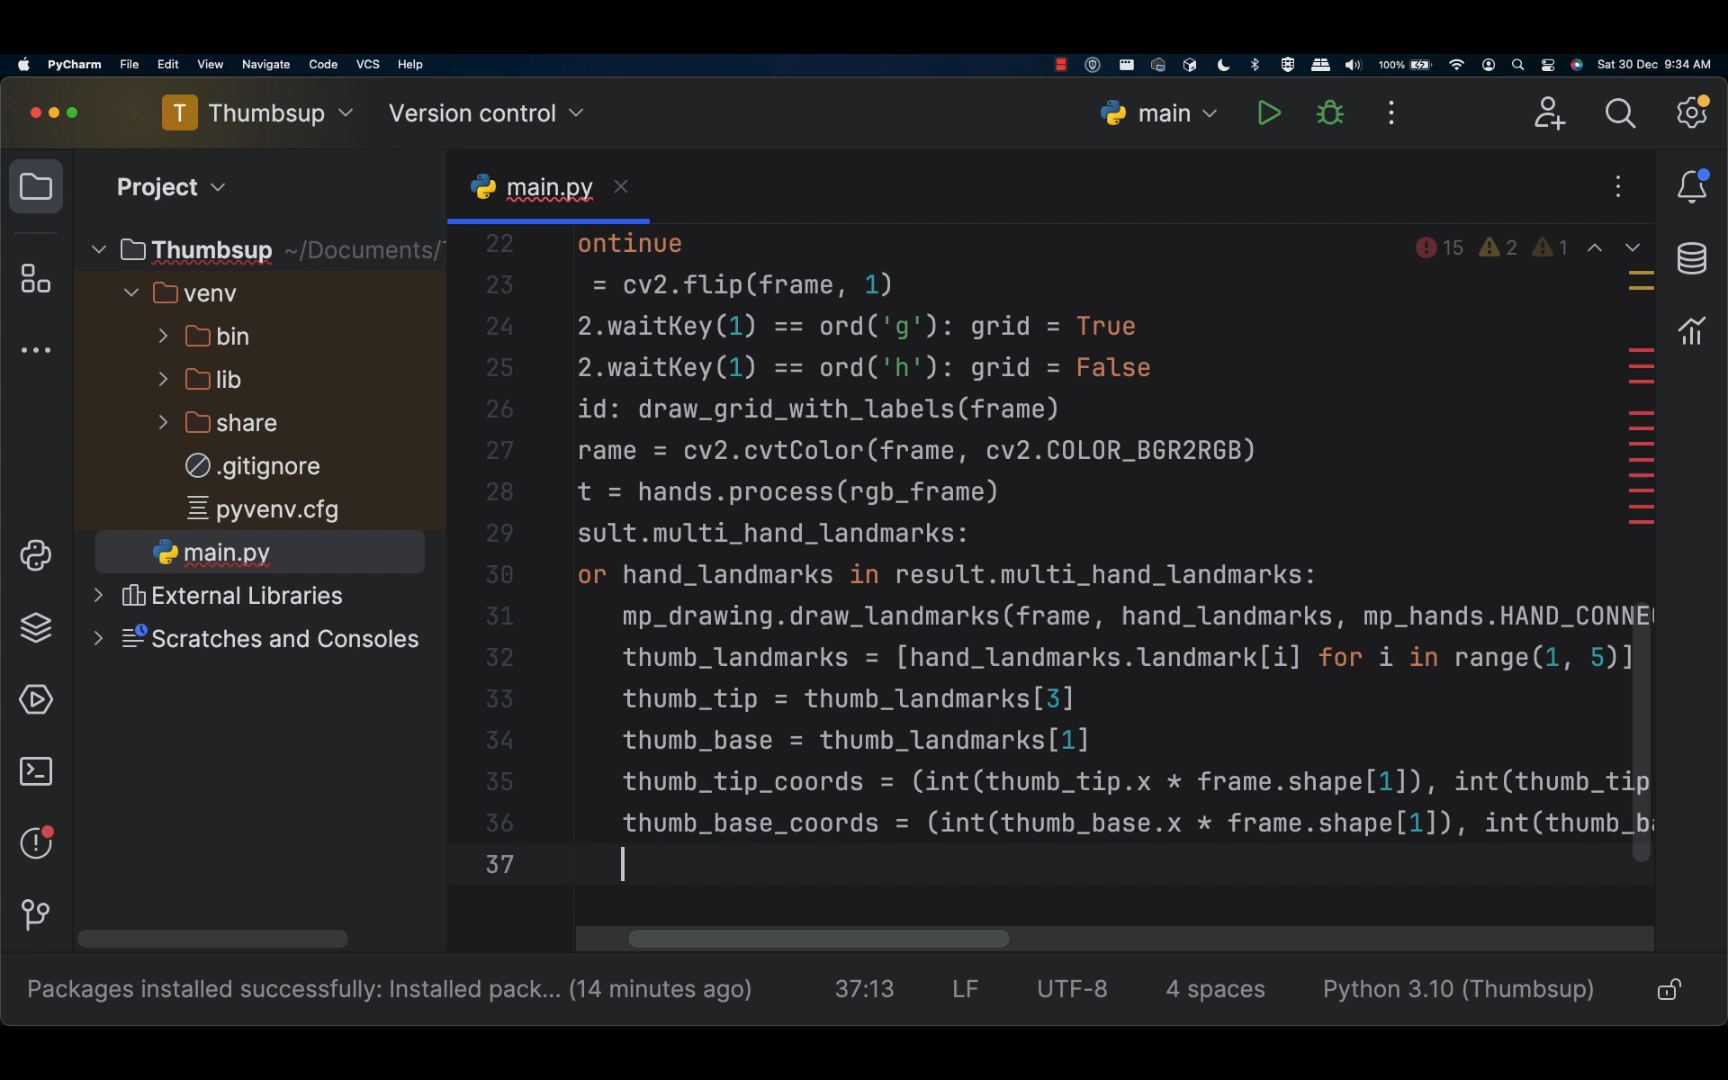 PyCharm File Edit View Navigate Code VCS Help 100% Sat 30 Dec 9:34 AM
T Thumbsup Version control main
Project main.py
Thumbsup ~/Documents/
venv
bin
lib
share
.gitignore
pyvenv.cfg
main.py
External Libraries
Scratches and Consoles
15 2 1
22 ontinue
23 = cv2.flip(frame, 1)
24 2.waitKey(1) == ord('g'): grid = True
25 2.waitKey(1) == ord('h'): grid = False
26 id: draw_grid_with_labels(frame)
27 rame = cv2.cvtColor(frame, cv2.COLOR_BGR2RGB)
28 t = hands.process(rgb_frame)
29 sult.multi_hand_landmarks:
30 or hand_landmarks in result.multi_hand_landmarks:
31 mp_drawing.draw_landmarks(frame, hand_landmarks, mp_hands.HAND_CONNE
32 thumb_landmarks = [hand_landmarks.landmark[i] for i in range(1, 5)]
33 thumb_tip = thumb_landmarks[3]
34 thumb_base = thumb_landmarks[1]
35 thumb_tip_coords = (int(thumb_tip.x * frame.shape[1]), int(thumb_tip
36 thumb_base_coords = (int(thumb_base.x * frame.shape[1]), int(thumb_ba
37
Packages installed successfully: Installed pack... (14 minutes ago) 37:13 LF UTF-8 4 spaces Python 3.10 (Thumbsup)